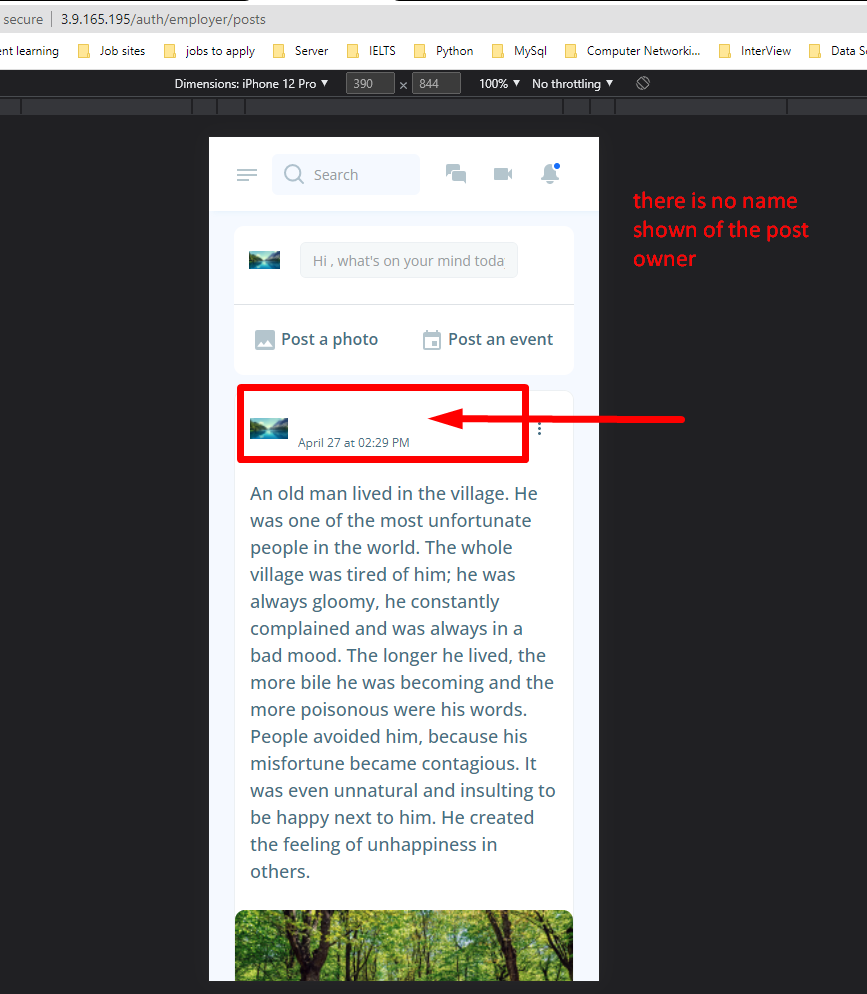 secure | 3.9.165.195/auth/employer/posts
ent learning Job sites jobs to apply Server IELTS Python MySql Computer Networki... InterView Data S
Dimensions: iPhone 12 Pro ▼ 390 × 844 100% ▼ No throttling ▼
Search
there is no name
shown of the post
owner
Hi , what's on your mind toda
Post a photo Post an event
April 27 at 02:29 PM
An old man lived in the village. He
was one of the most unfortunate
people in the world. The whole
village was tired of him; he was
always gloomy, he constantly
complained and was always in a
bad mood. The longer he lived, the
more bile he was becoming and the
more poisonous were his words.
People avoided him, because his
misfortune became contagious. It
was even unnatural and insulting to
be happy next to him. He created
the feeling of unhappiness in
others.